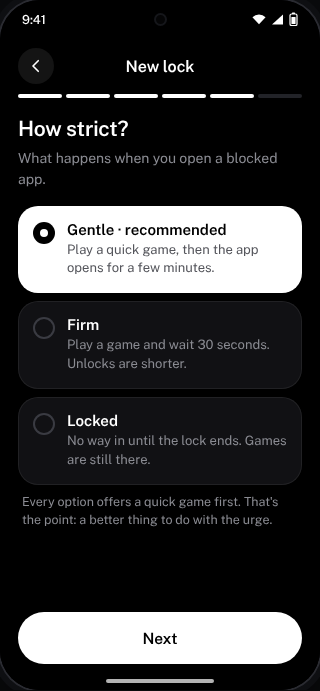 9:41
New lock
How strict?
What happens when you open a blocked
app.
Gentle · recommended
Play a quick game, then the app
opens for a few minutes.
Firm
Play a game and wait 30 seconds.
Unlocks are shorter.
Locked
No way in until the lock ends. Games
are still there.
Every option offers a quick game first. That's
the point: a better thing to do with the urge.
Next